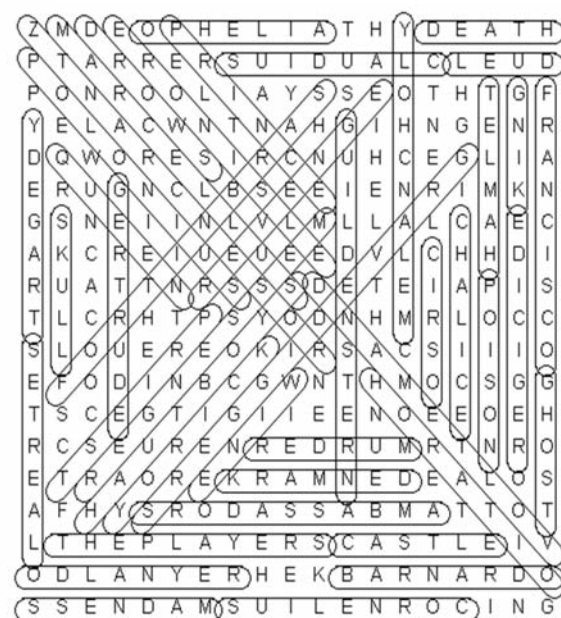 Z M D E O P H E L I A T H Y D E A T H
P T A R R E R S U I D U A L C L E U D
P O N R O O L I A Y S S E O T H T G F
Y E L A C W N T N A H G I H N G E N R
D Q W O R E S I R C N U H C E G L I A
E R U G N C L B S E E I E N R I M K N
G S N E I I N L V L M L L A L C A E C
A K C R E I U E U E E D V L C H H D I
R U A T T N R S S S D E T E I A P I S
T L C R H T P S Y O D N H M R L O C C
S L O U E R E O K I R S A C S I I I O
E F O D I N B C G W N T H M O C S G G
T S C E G T I G I I E E N O E E O E H
R C S E U R E N R E D R U M R T N R O
E T R A O R E K R A M N E D E A L O S
A F H Y S R O D A S S A B M A T T O T
L T H E P L A Y E R S C A S T L E I V
O D L A N Y E R H E K B A R N A R D O
S S E N D A M S U I L E N R O C I N G